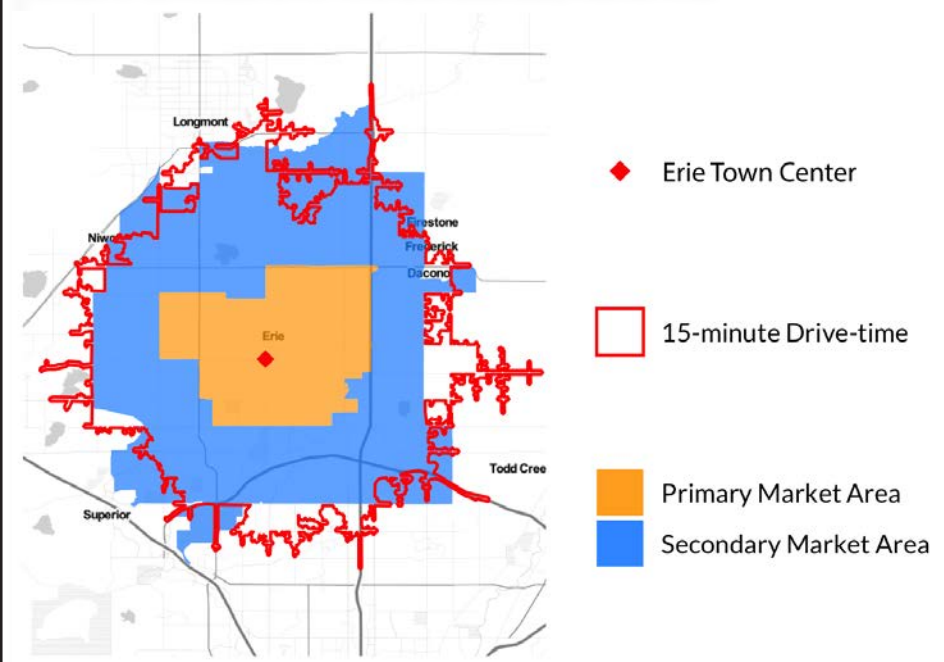 Longmont
Firestone
Niwo
Frederick
Dacono
Erie
Todd Cree
Superior
Erie Town Center
15-minute Drive-time
Primary Market Area
Secondary Market Area